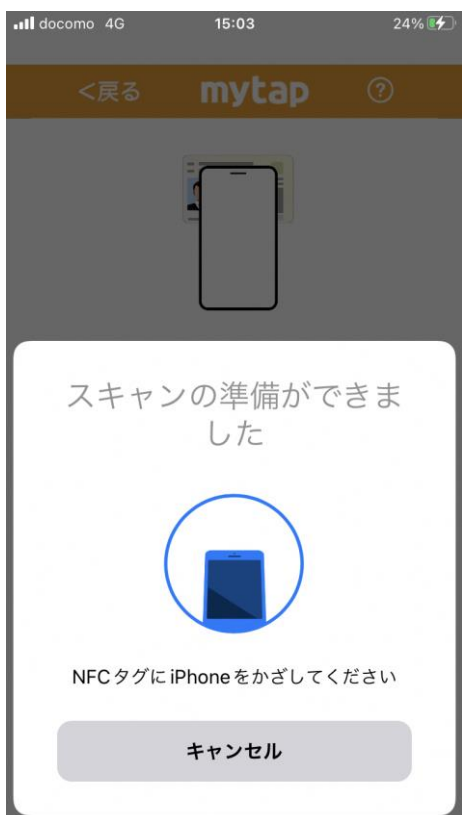 docomo 4G 15:03 24%
<戻る mytap ?
スキャンの準備ができま
した
NFCタグにiPhoneをかざしてください
キャンセル